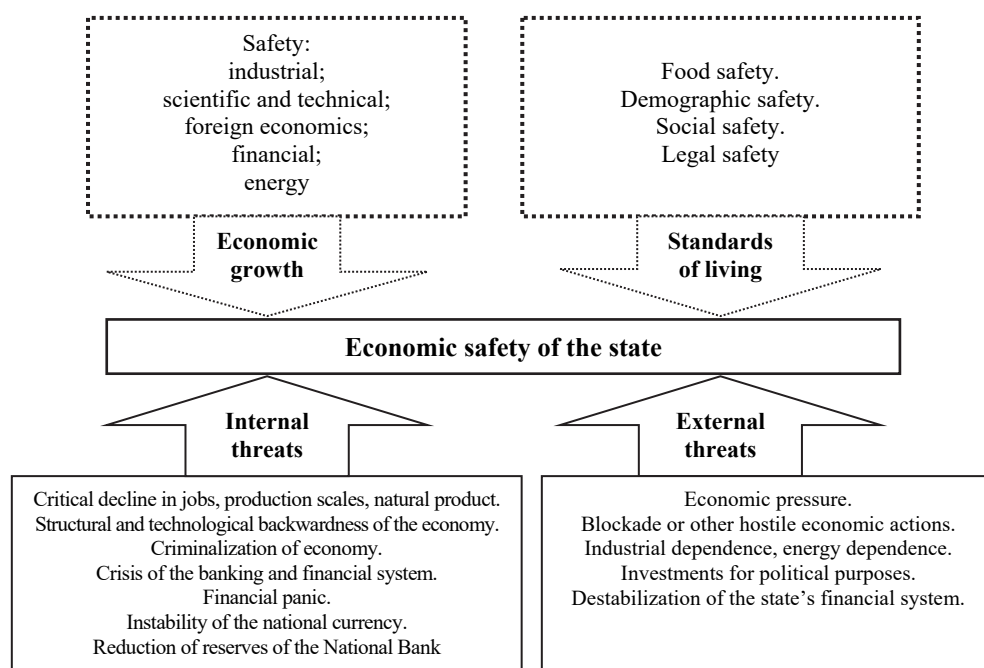 Safety:
industrial;
scientific and technical;
foreign economics;
financial;
energy
Food safety.
Demographic safety.
Social safety.
Legal safety
Economic
growth
Standards
of living
Economic safety of the state
Internal
threats
External
threats
Critical decline in jobs, production scales, natural product.
Structural and technological backwardness of the economy.
Criminalization of economy.
Crisis of the banking and financial system.
Financial panic.
Instability of the national currency.
Reduction of reserves of the National Bank
Economic pressure.
Blockade or other hostile economic actions.
Industrial dependence, energy dependence.
Investments for political purposes.
Destabilization of the state’s financial system.